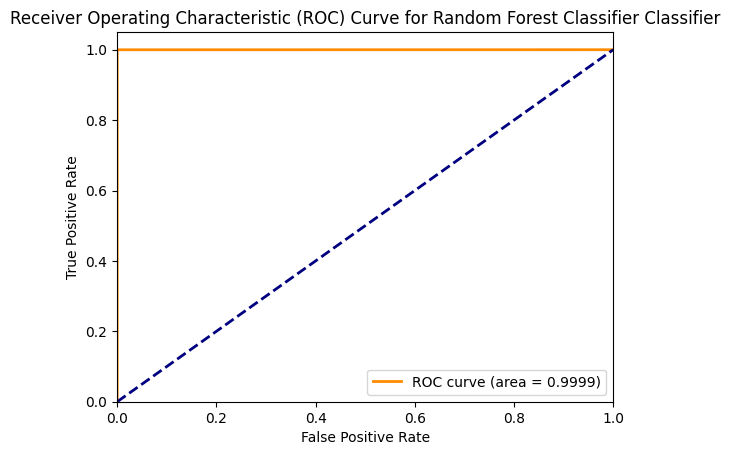 Receiver Operating Characteristic (ROC) Curve for Random Forest Classifier Classifier
1.0
0.8
0.6
0.4
0.2
0.0
True Positive Rate
ROC curve (area = 0.9999)
0.0 0.2 0.4 0.6 0.8 1.0
False Positive Rate